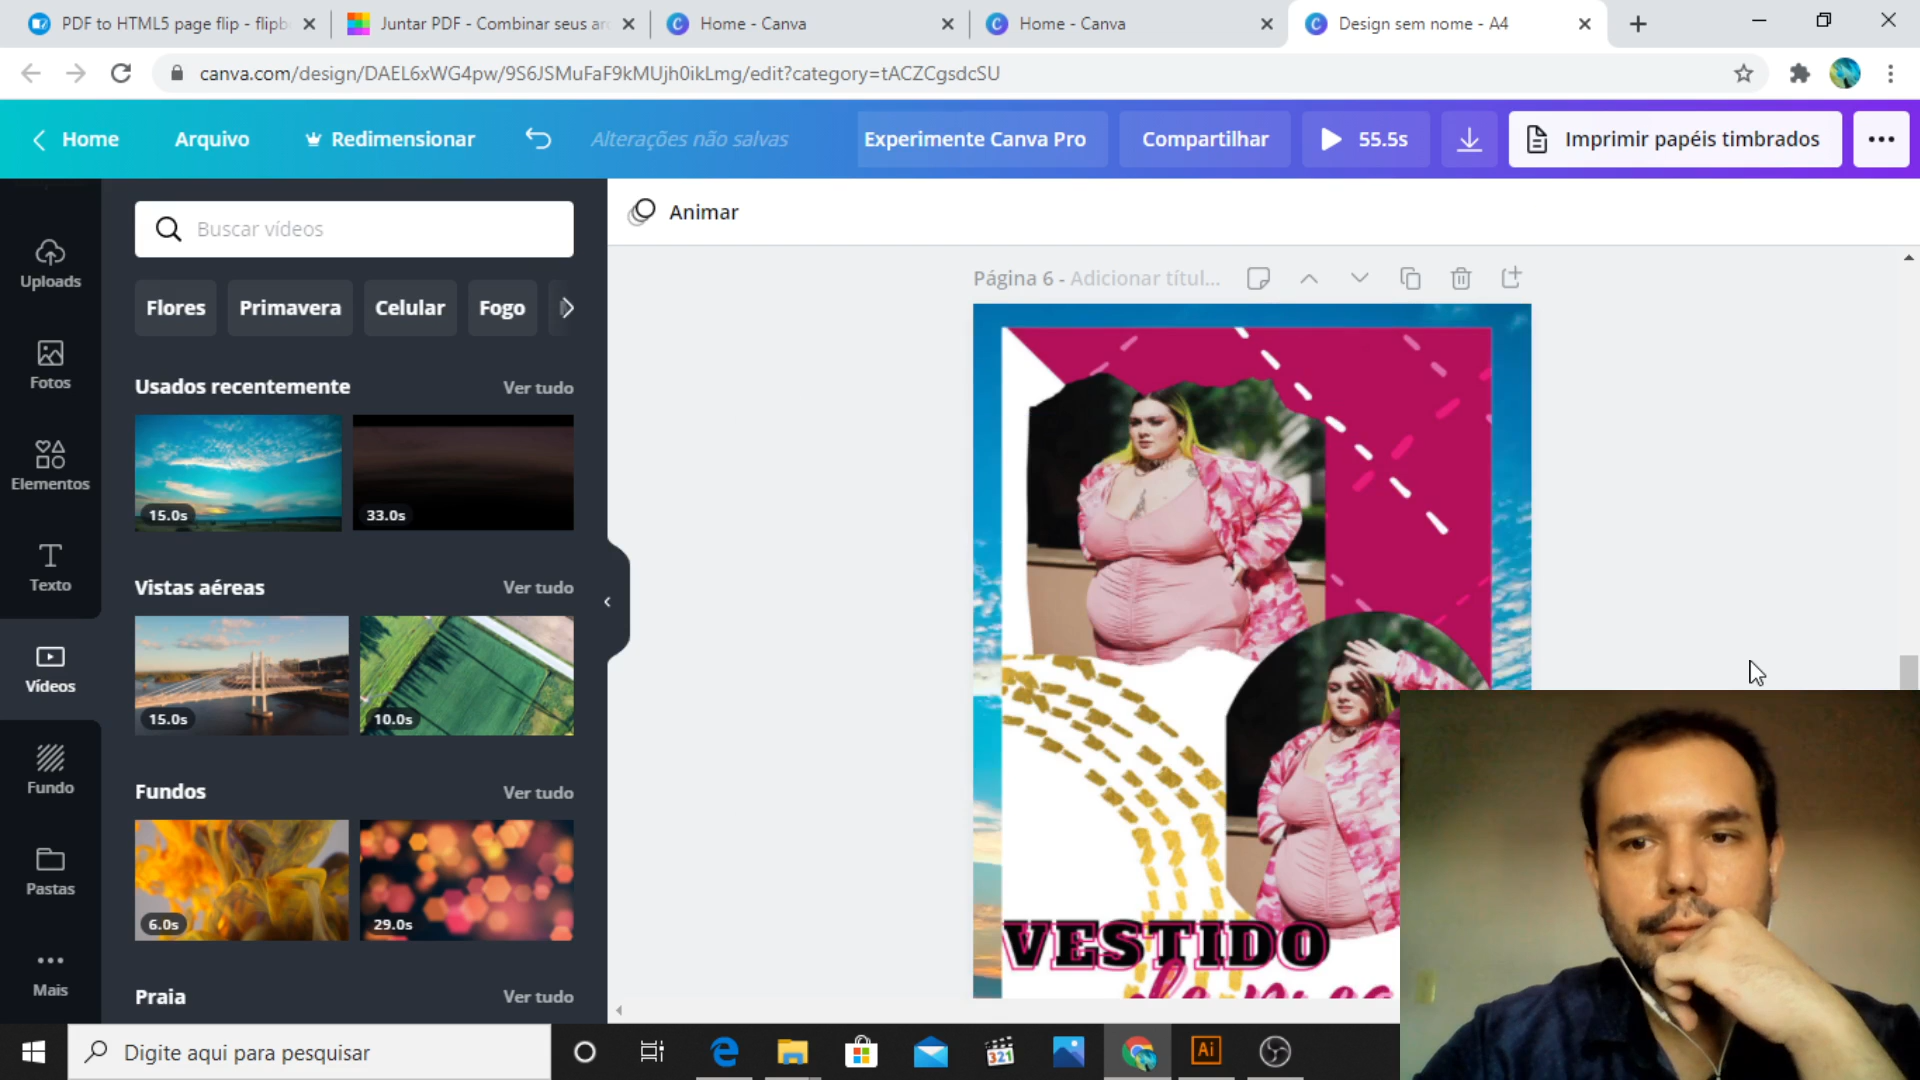 PDF to HTML5 page flip - flipb
Juntar PDF - Combinar seus ar
Home - Canva
Home - Canva
Design sem nome - A4
canva.com/design/DAEL6xWG4pw/9S6JSMuFaF9kMUjh0ikLmg/edit?category=tACZCgsdcSU
Home
Arquivo
Redimensionar
Alterações não salvas
Experimente Canva Pro
Compartilhar
55.5s
Imprimir papéis timbrados
Buscar vídeos
Animar
Uploads
Fotos
Elementos
Texto
Vídeos
Fundo
Pastas
Mais
Flores
Primavera
Celular
Fogo
Usados recentemente
Ver tudo
15.0s
33.0s
Vistas aéreas
Ver tudo
15.0s
10.0s
Fundos
Ver tudo
6.0s
29.0s
Praia
Ver tudo
Página 6 - Adicionar títul...
VESTIDO
Digite aqui para pesquisar
321
Ai